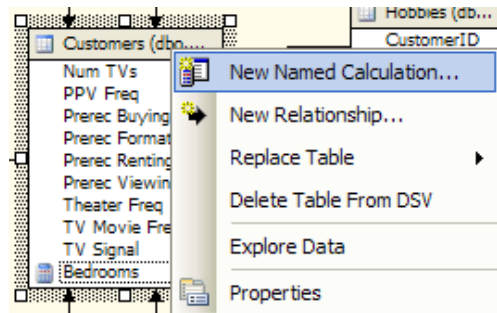 Hobbies (db...
Customers (dbo....
CustomerID
Num TVs
PPV Freq
Prerec Buying
Prerec Format
Prerec Renting
Prerec Viewin
Theater Freq
TV Movie Fre
TV Signal
Bedrooms
New Named Calculation...
New Relationship...
Replace Table
Delete Table From DSV
Explore Data
Properties